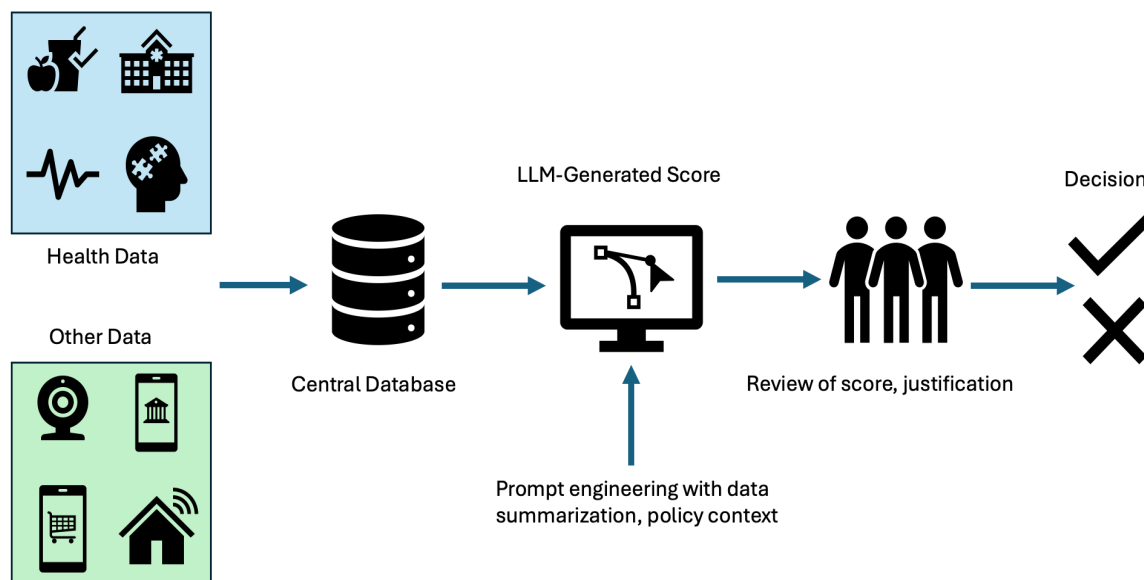 LLM-Generated Score
Decision
Health Data
Other Data
Central Database
Review of score, justification
Prompt engineering with data
summarization, policy context